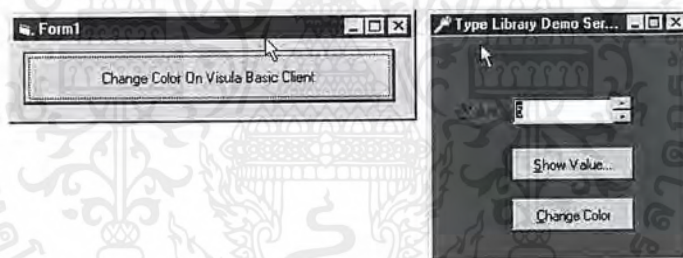 Form1
Change Color On Visula Basic Client
Type Library Demo Ser...
Show Value...
Change Color